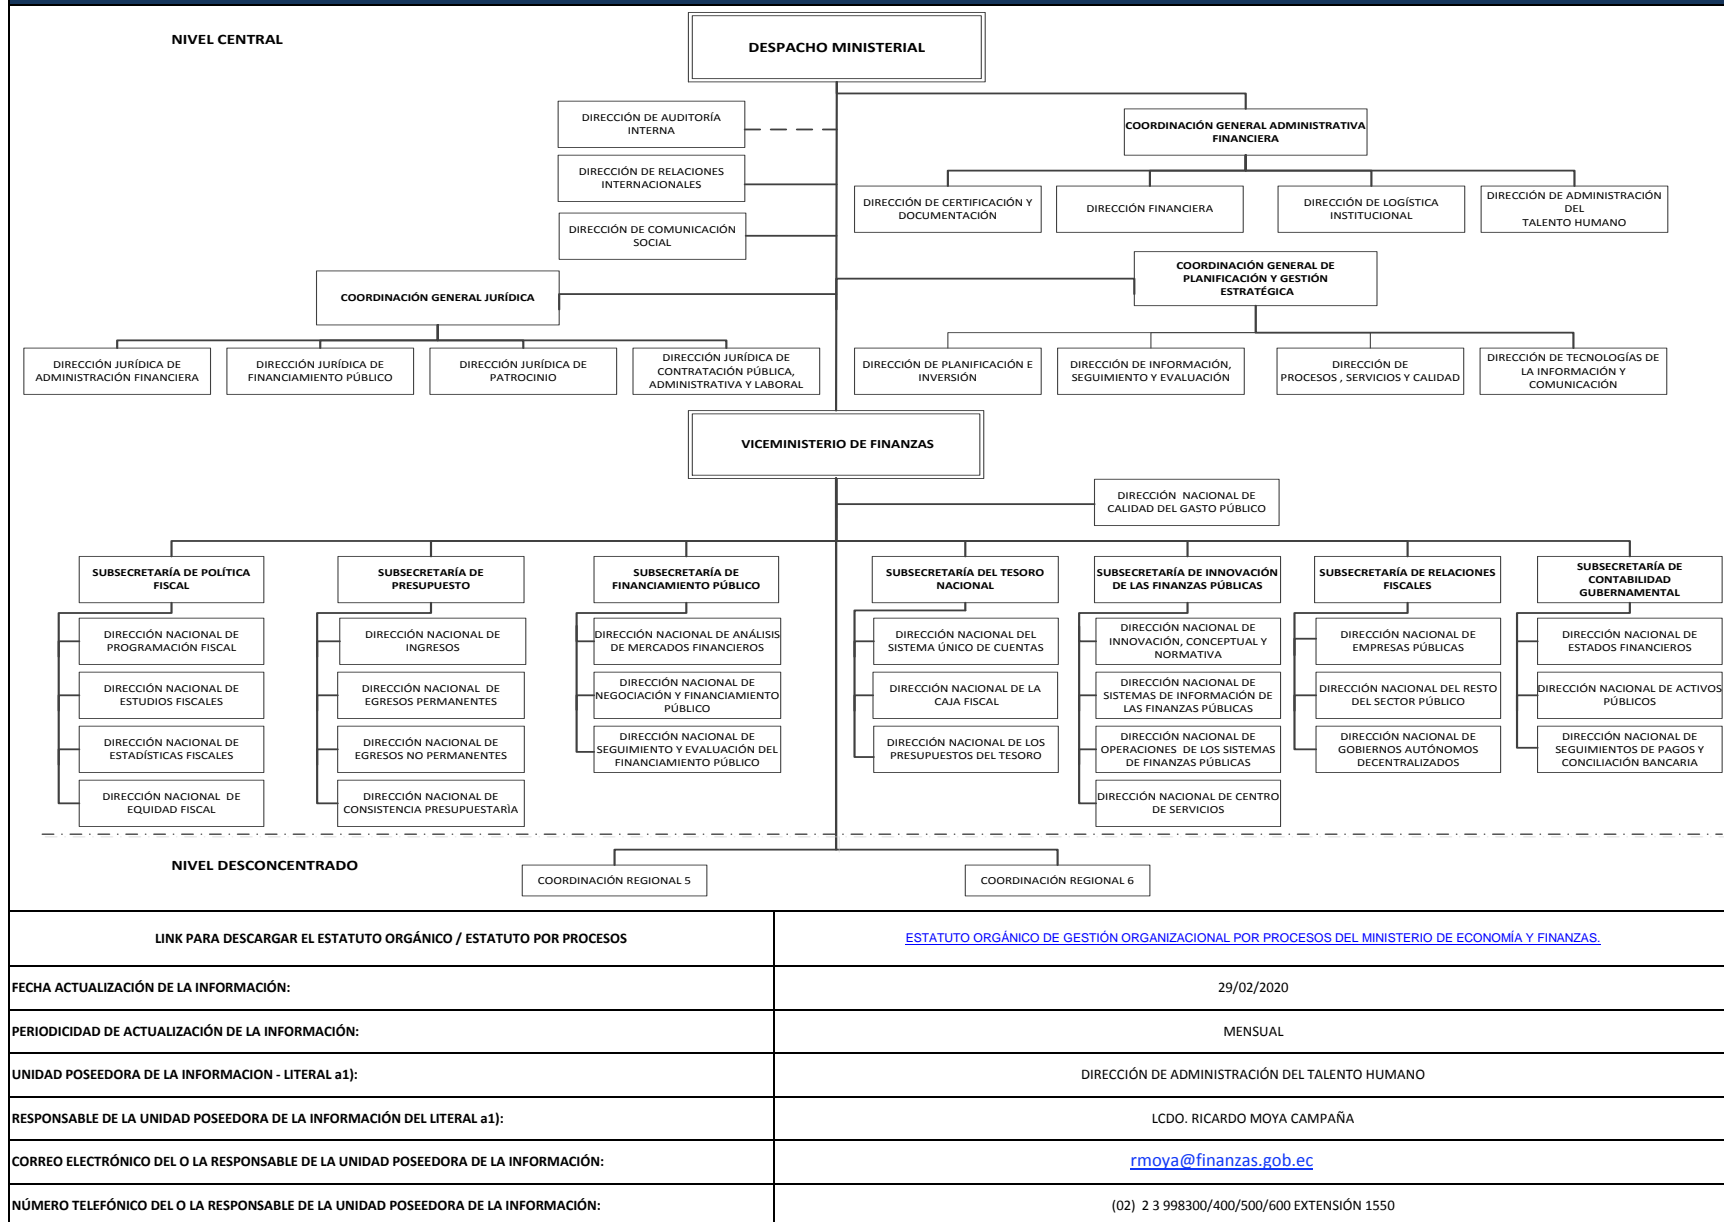 NIVEL CENTRAL
DESPACHO MINISTERIAL
DIRECCIÓN DE AUDITORÍA
INTERNA
DIRECCIÓN DE RELACIONES
INTERNACIONALES
DIRECCIÓN DE COMUNICACIÓN
SOCIAL
COORDINACIÓN GENERAL ADMINISTRATIVA
FINANCIERA
DIRECCIÓN DE CERTIFICACIÓN Y
DOCUMENTACIÓN
DIRECCIÓN FINANCIERA
DIRECCIÓN DE LOGÍSTICA
INSTITUCIONAL
DIRECCIÓN DE ADMINISTRACIÓN
DEL
TALENTO HUMANO
COORDINACIÓN GENERAL JURÍDICA
DIRECCIÓN JURÍDICA DE
ADMINISTRACIÓN FINANCIERA
DIRECCIÓN JURÍDICA DE
FINANCIAMIENTO PÚBLICO
DIRECCIÓN JURÍDICA DE
PATROCINIO
DIRECCIÓN JURÍDICA DE
CONTRATACIÓN PÚBLICA,
ADMINISTRATIVA Y LABORAL
COORDINACIÓN GENERAL DE
PLANIFICACIÓN Y GESTIÓN
ESTRATÉGICA
DIRECCIÓN DE PLANIFICACIÓN E
INVERSIÓN
DIRECCIÓN DE INFORMACIÓN,
SEGUIMIENTO Y EVALUACIÓN
DIRECCIÓN DE
PROCESOS , SERVICIOS Y CALIDAD
DIRECCIÓN DE TECNOLOGÍAS DE
LA INFORMACIÓN Y
COMUNICACIÓN
VICEMINISTERIO DE FINANZAS
DIRECCIÓN  NACIONAL DE
CALIDAD DEL GASTO PÚBLICO
SUBSECRETARÍA DE POLÍTICA
FISCAL
DIRECCIÓN NACIONAL DE
PROGRAMACIÓN FISCAL
DIRECCIÓN NACIONAL DE
ESTUDIOS FISCALES
DIRECCIÓN NACIONAL DE
ESTADÍSTICAS FISCALES
DIRECCIÓN NACIONAL  DE
EQUIDAD FISCAL
SUBSECRETARÍA DE
PRESUPUESTO
DIRECCIÓN NACIONAL DE
INGRESOS
DIRECCIÓN NACIONAL  DE
EGRESOS PERMANENTES
DIRECCIÓN NACIONAL DE
EGRESOS NO PERMANENTES
DIRECCIÓN NACIONAL DE
CONSISTENCIA PRESUPUESTARÌA
SUBSECRETARÍA DE
FINANCIAMIENTO PÚBLICO
DIRECCIÓN NACIONAL DE ANÁLISIS
DE MERCADOS FINANCIEROS
DIRECCIÓN NACIONAL DE
NEGOCIACIÓN Y FINANCIAMIENTO
PÚBLICO
DIRECCIÓN NACIONAL DE
SEGUIMIENTO Y EVALUACIÓN DEL
FINANCIAMIENTO PÚBLICO
SUBSECRETARÍA DEL TESORO
NACIONAL
DIRECCIÓN NACIONAL DEL
SISTEMA ÚNICO DE CUENTAS
DIRECCIÓN NACIONAL DE LA
CAJA FISCAL
DIRECCIÓN NACIONAL DE LOS
PRESUPUESTOS DEL TESORO
SUBSECRETARÍA DE INNOVACIÓN
DE LAS FINANZAS PÚBLICAS
DIRECCIÓN NACIONAL DE
INNOVACIÓN, CONCEPTUAL Y
NORMATIVA
DIRECCIÓN NACIONAL DE
SISTEMAS DE INFORMACIÓN DE
LAS FINANZAS PÚBLICAS
DIRECCIÓN NACIONAL DE
OPERACIONES  DE LOS SISTEMAS
DE FINANZAS PÚBLICAS
DIRECCIÓN NACIONAL DE CENTRO
DE SERVICIOS
SUBSECRETARÍA DE RELACIONES
FISCALES
DIRECCIÓN NACIONAL DE
EMPRESAS PÚBLICAS
DIRECCIÓN NACIONAL DEL RESTO
DEL SECTOR PÚBLICO
DIRECCIÓN NACIONAL DE
GOBIERNOS AUTÓNOMOS
DECENTRALIZADOS
SUBSECRETARÍA DE
CONTABILIDAD
GUBERNAMENTAL
DIRECCIÓN NACIONAL DE
ESTADOS FINANCIEROS
DIRECCIÓN NACIONAL DE ACTIVOS
PÚBLICOS
DIRECCIÓN NACIONAL DE
SEGUIMIENTOS DE PAGOS Y
CONCILIACIÓN BANCARIA
NIVEL DESCONCENTRADO
COORDINACIÓN REGIONAL 5
COORDINACIÓN REGIONAL 6
LINK PARA DESCARGAR EL ESTATUTO ORGÁNICO / ESTATUTO POR PROCESOS
ESTATUTO ORGÁNICO DE GESTIÓN ORGANIZACIONAL POR PROCESOS DEL MINISTERIO DE ECONOMÍA Y FINANZAS.
FECHA ACTUALIZACIÓN DE LA INFORMACIÓN:
29/02/2020
PERIODICIDAD DE ACTUALIZACIÓN DE LA INFORMACIÓN:
MENSUAL
UNIDAD POSEEDORA DE LA INFORMACION - LITERAL a1):
DIRECCIÓN DE ADMINISTRACIÓN DEL TALENTO HUMANO
RESPONSABLE DE LA UNIDAD POSEEDORA DE LA INFORMACIÓN DEL LITERAL a1):
LCDO. RICARDO MOYA CAMPAÑA
CORREO ELECTRÓNICO DEL O LA RESPONSABLE DE LA UNIDAD POSEEDORA DE LA INFORMACIÓN:
rmoya@finanzas.gob.ec
NÚMERO TELEFÓNICO DEL O LA RESPONSABLE DE LA UNIDAD POSEEDORA DE LA INFORMACIÓN:
(02)  2 3 998300/400/500/600 EXTENSIÓN 1550